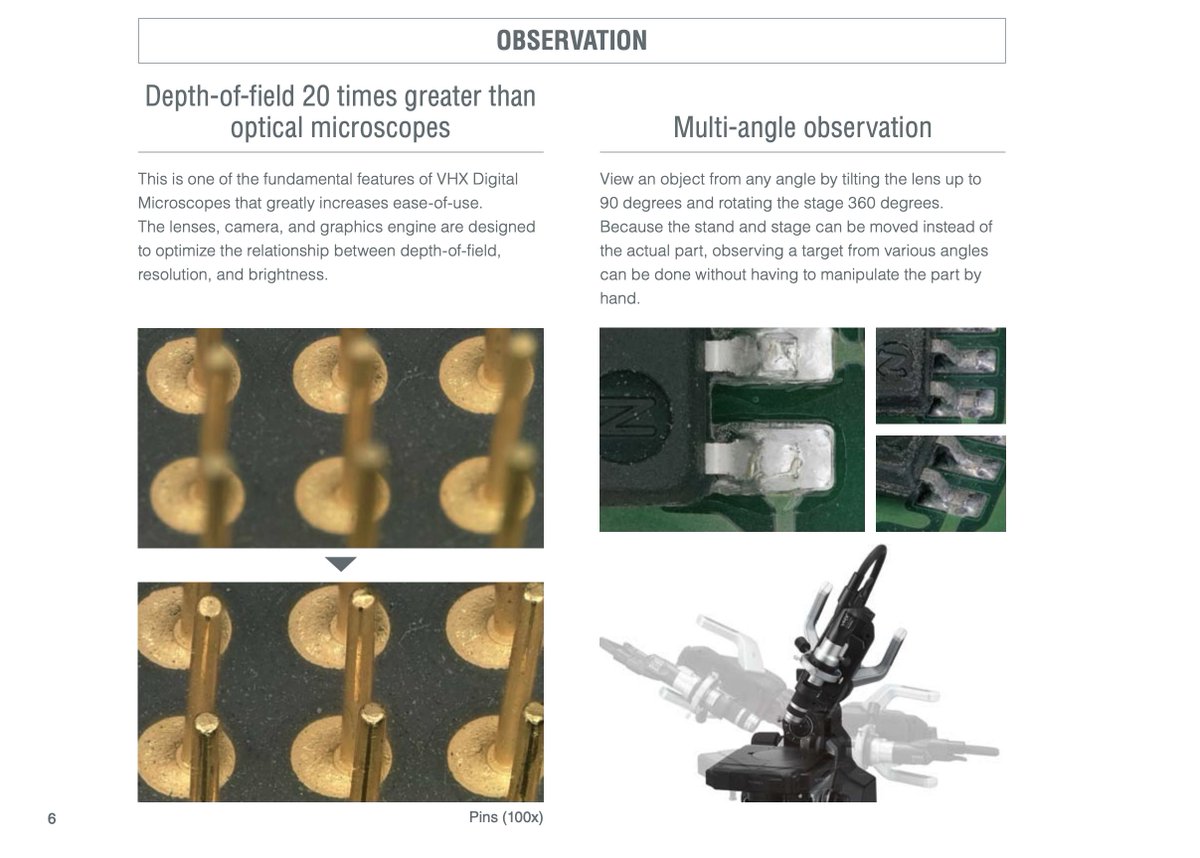 OBSERVATION
Depth-of-field 20 times greater than
optical microscopes
This is one of the fundamental features of VHX Digital
Microscopes that greatly increases ease-of-use.
The lenses, camera, and graphics engine are designed
to optimize the relationship between depth-of-field,
resolution, and brightness.
Pins (100x)
Multi-angle observation
View an object from any angle by tilting the lens up to
90 degrees and rotating the stage 360 degrees.
Because the stand and stage can be moved instead of
the actual part, observing a target from various angles
can be done without having to manipulate the part by
hand.
6